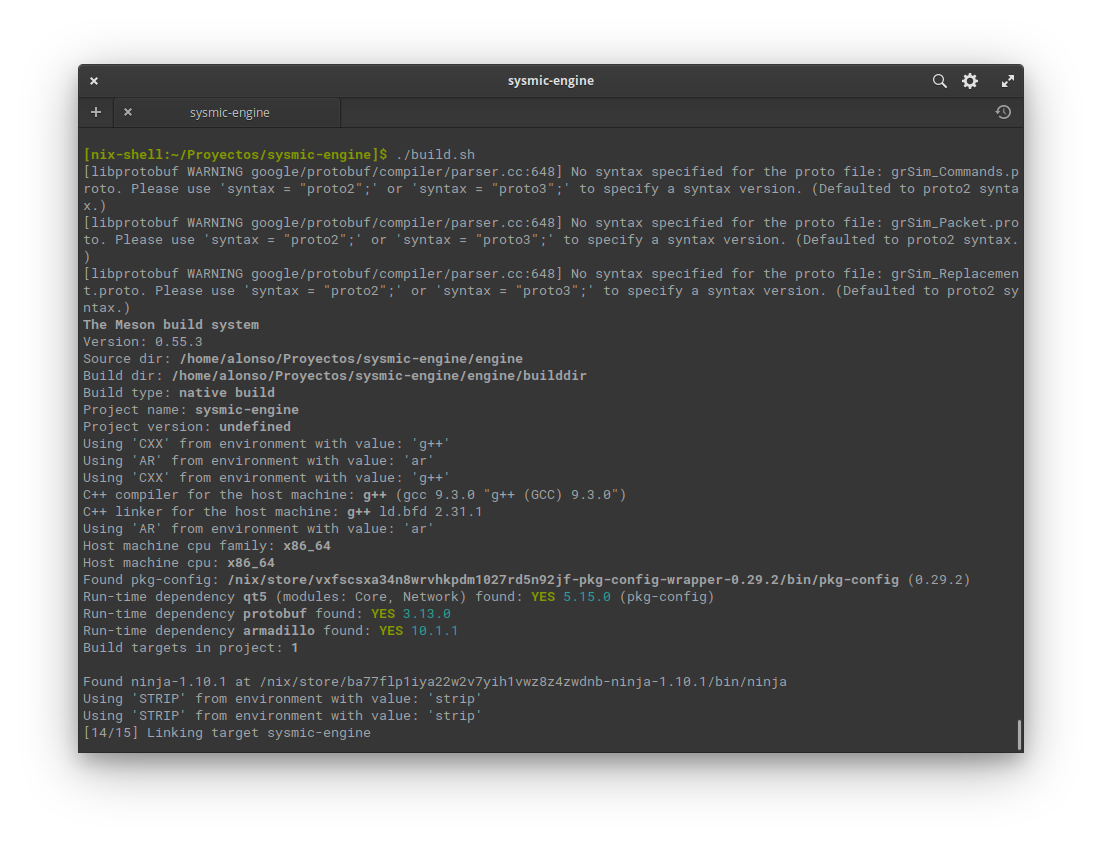 sysmic-engine
sysmic-engine
[nix-shell:~/Proyectos/sysmic-engine]$ ./build.sh
[libprotobuf WARNING google/protobuf/compiler/parser.cc:648] No syntax specified for the proto file: grSim_Commands.p
roto. Please use 'syntax = "proto2";' or 'syntax = "proto3";' to specify a syntax version. (Defaulted to proto2 synta
x.)
[libprotobuf WARNING google/protobuf/compiler/parser.cc:648] No syntax specified for the proto file: grSim_Packet.pro
to. Please use 'syntax = "proto2";' or 'syntax = "proto3";' to specify a syntax version. (Defaulted to proto2 syntax.
)
[libprotobuf WARNING google/protobuf/compiler/parser.cc:648] No syntax specified for the proto file: grSim_Replacemen
t.proto. Please use 'syntax = "proto2";' or 'syntax = "proto3";' to specify a syntax version. (Defaulted to proto2 sy
ntax.)
The Meson build system
Version: 0.55.3
Source dir: /home/alonso/Proyectos/sysmic-engine/engine
Build dir: /home/alonso/Proyectos/sysmic-engine/engine/builddir
Build type: native build
Project name: sysmic-engine
Project version: undefined
Using 'CXX' from environment with value: 'g++'
Using 'AR' from environment with value: 'ar'
Using 'CXX' from environment with value: 'g++'
C++ compiler for the host machine: g++ (gcc 9.3.0 "g++ (GCC) 9.3.0")
C++ linker for the host machine: g++ ld.bfd 2.31.1
Using 'AR' from environment with value: 'ar'
Host machine cpu family: x86_64
Host machine cpu: x86_64
Found pkg-config: /nix/store/vxfscsxa34n8wrvhkpdm1027rd5n92jf-pkg-config-wrapper-0.29.2/bin/pkg-config (0.29.2)
Run-time dependency qt5 (modules: Core, Network) found: YES 5.15.0 (pkg-config)
Run-time dependency protobuf found: YES 3.13.0
Run-time dependency armadillo found: YES 10.1.1
Build targets in project: 1
Found ninja-1.10.1 at /nix/store/ba77flp1iya22w2v7yih1vwz8z4zwdnb-ninja-1.10.1/bin/ninja
Using 'STRIP' from environment with value: 'strip'
Using 'STRIP' from environment with value: 'strip'
[14/15] Linking target sysmic-engine